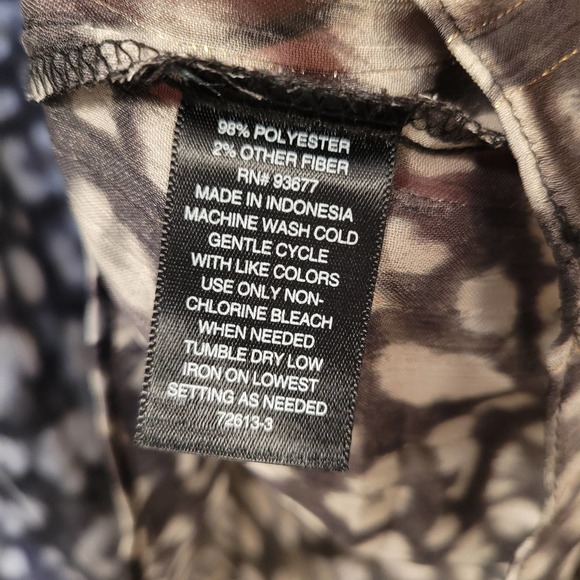 98% POLYESTER
2% OTHER FIBER
RN# 93677
MADE IN INDONESIA
MACHINE WASH COLD
GENTLE CYCLE
WITH LIKE COLORS
USE ONLY NON-
CHLORINE BLEACH
WHEN NEEDED
TUMBLE DRY LOW
IRON ON LOWEST
SETTING AS NEEDED
72613-3